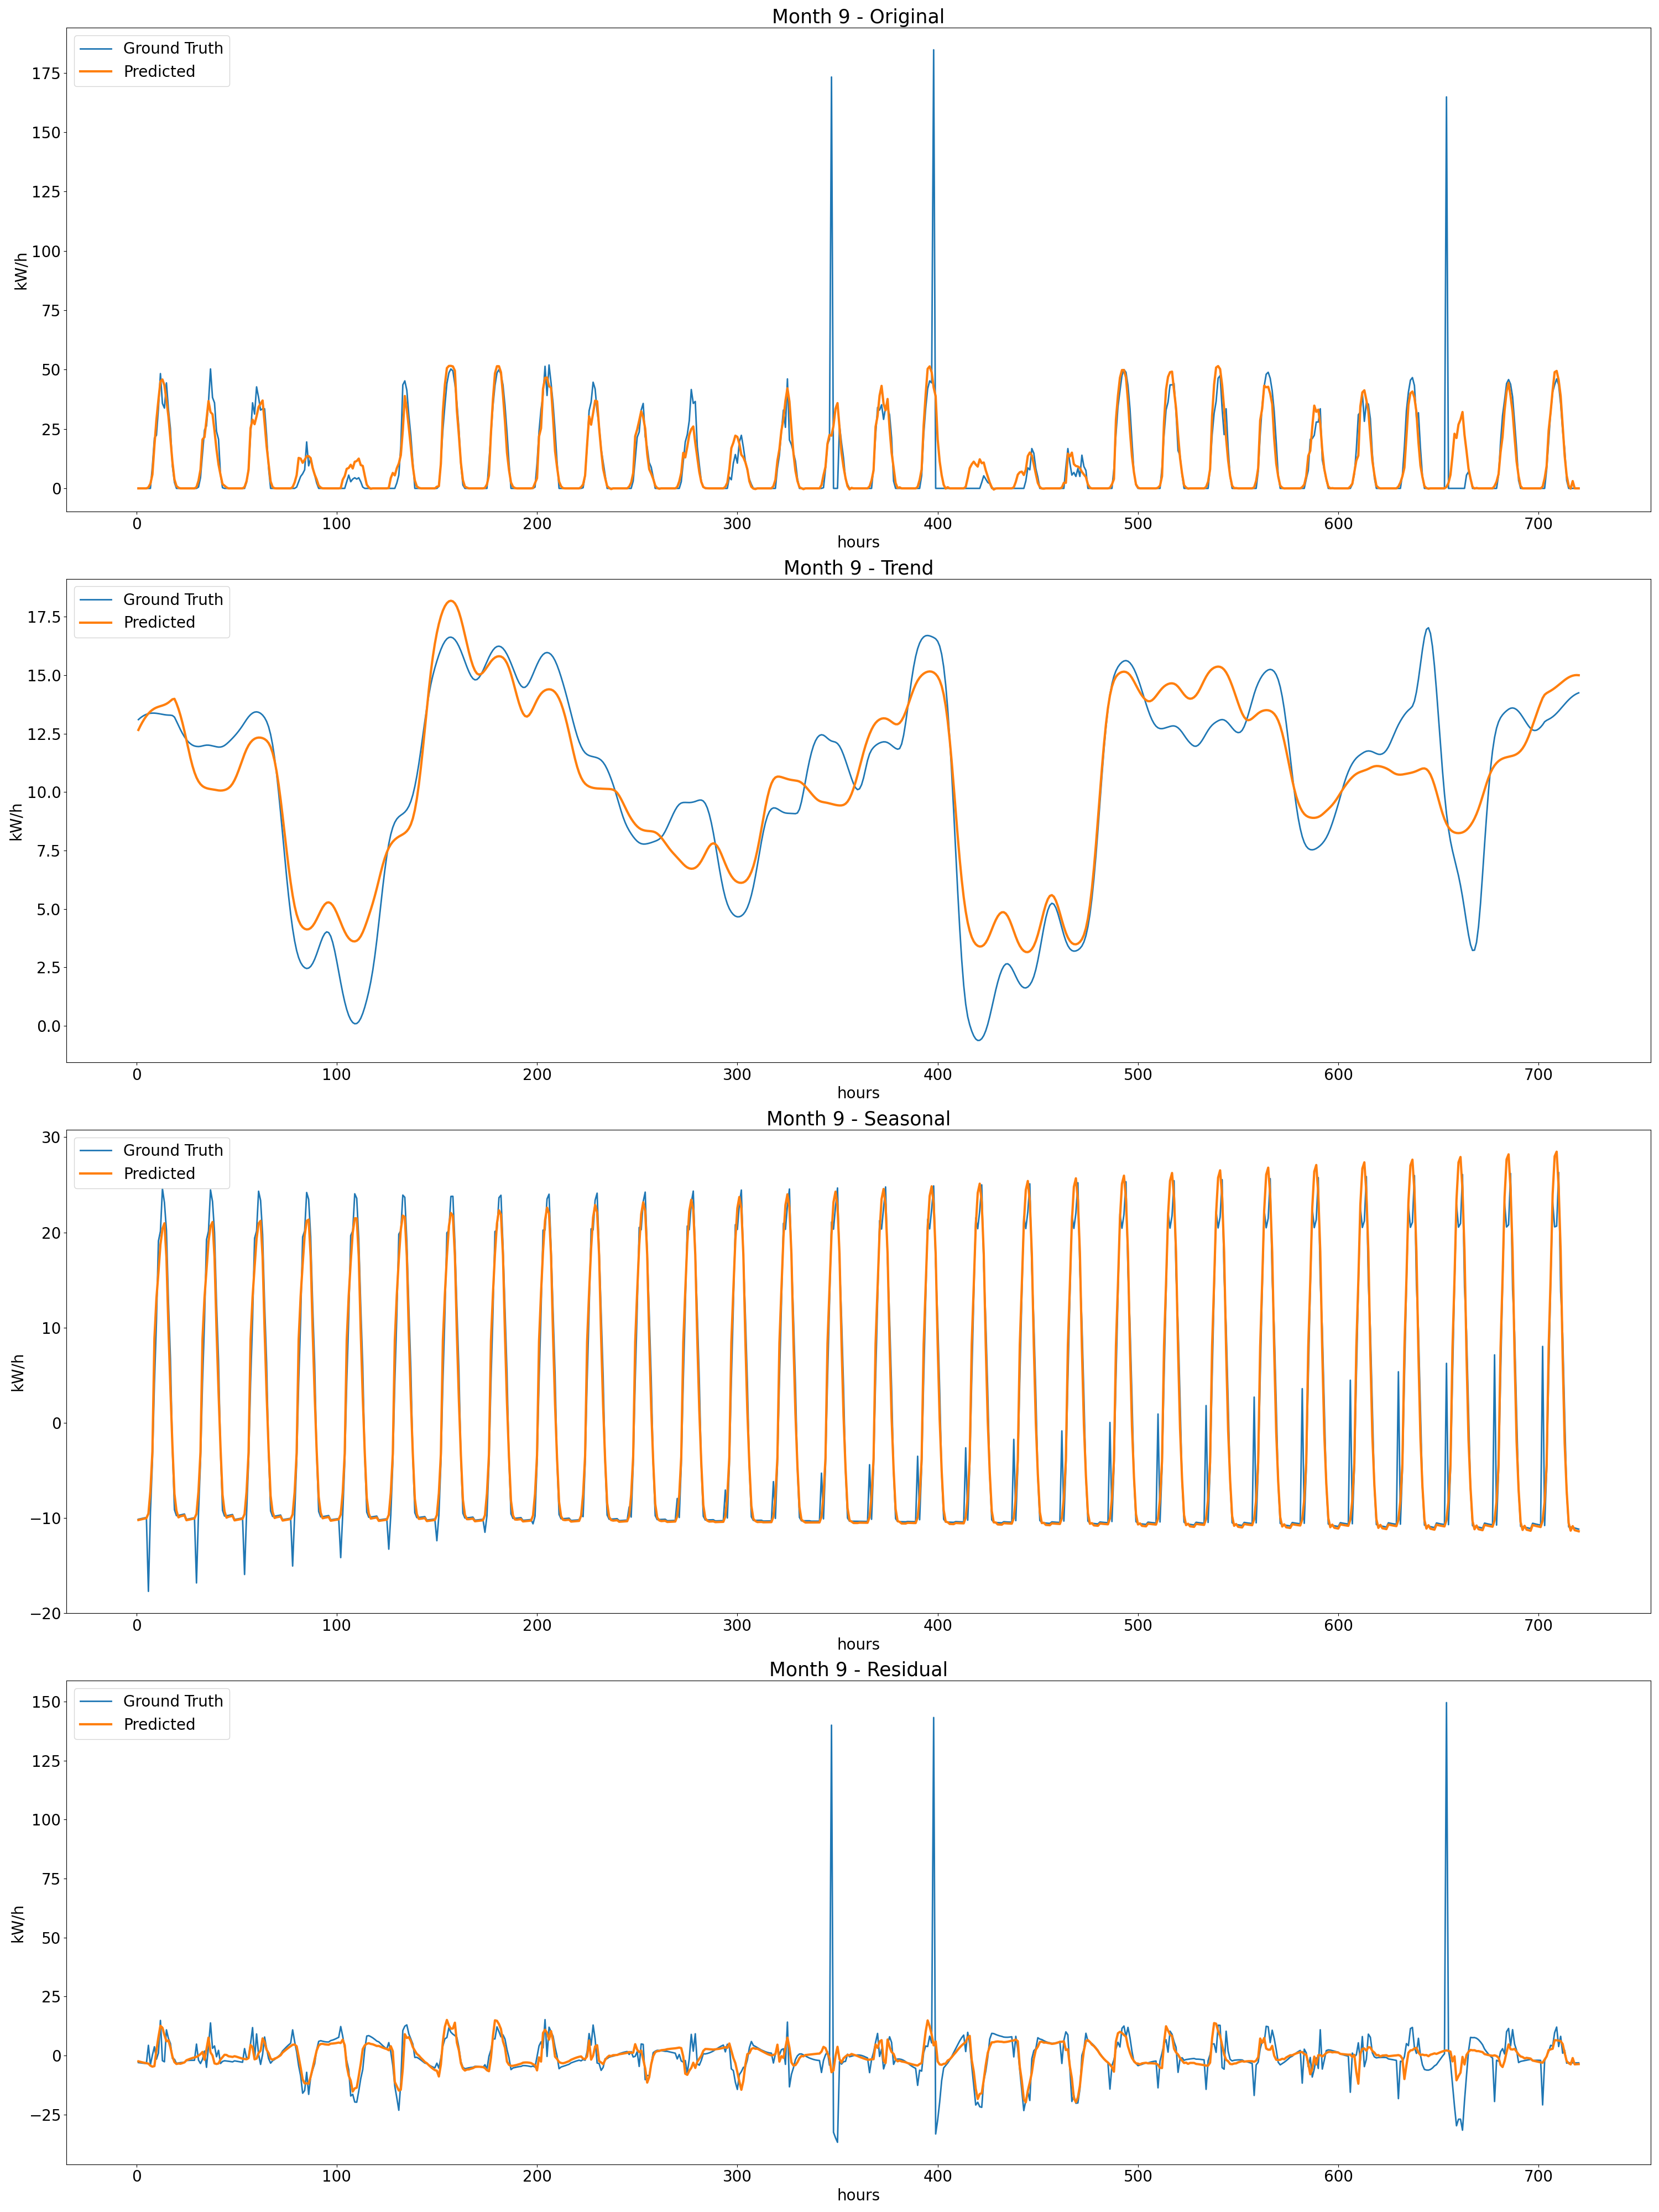 Month 9 - Original
Ground Truth
Predicted
175
150
125
100
75
50
25
0
kW/h
0 100 200 300 400 500 600 700
hours
Month 9 - Trend
Ground Truth
Predicted
17.5
15.0
12.5
10.0
7.5
5.0
2.5
0.0
kW/h
0 100 200 300 400 500 600 700
hours
Month 9 - Seasonal
Ground Truth
Predicted
30
20
10
0
−10
−20
kW/h
0 100 200 300 400 500 600 700
hours
Month 9 - Residual
Ground Truth
Predicted
150
125
100
75
50
25
0
−25
kW/h
0 100 200 300 400 500 600 700
hours